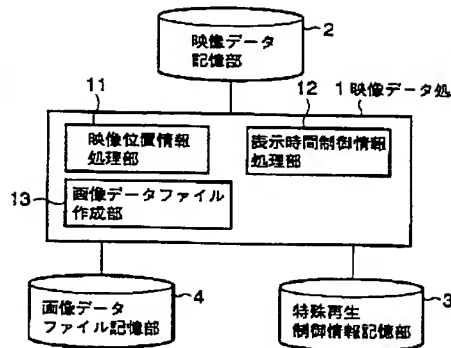 2
映像データ
記憶部
11
12
1 映像データ処
映像位置情報
処理部
表示時間制御情報
処理部
13
画像データファイル
作成部
4
画像データ
ファイル記憶部
3
特殊再生
制御情報記憶部